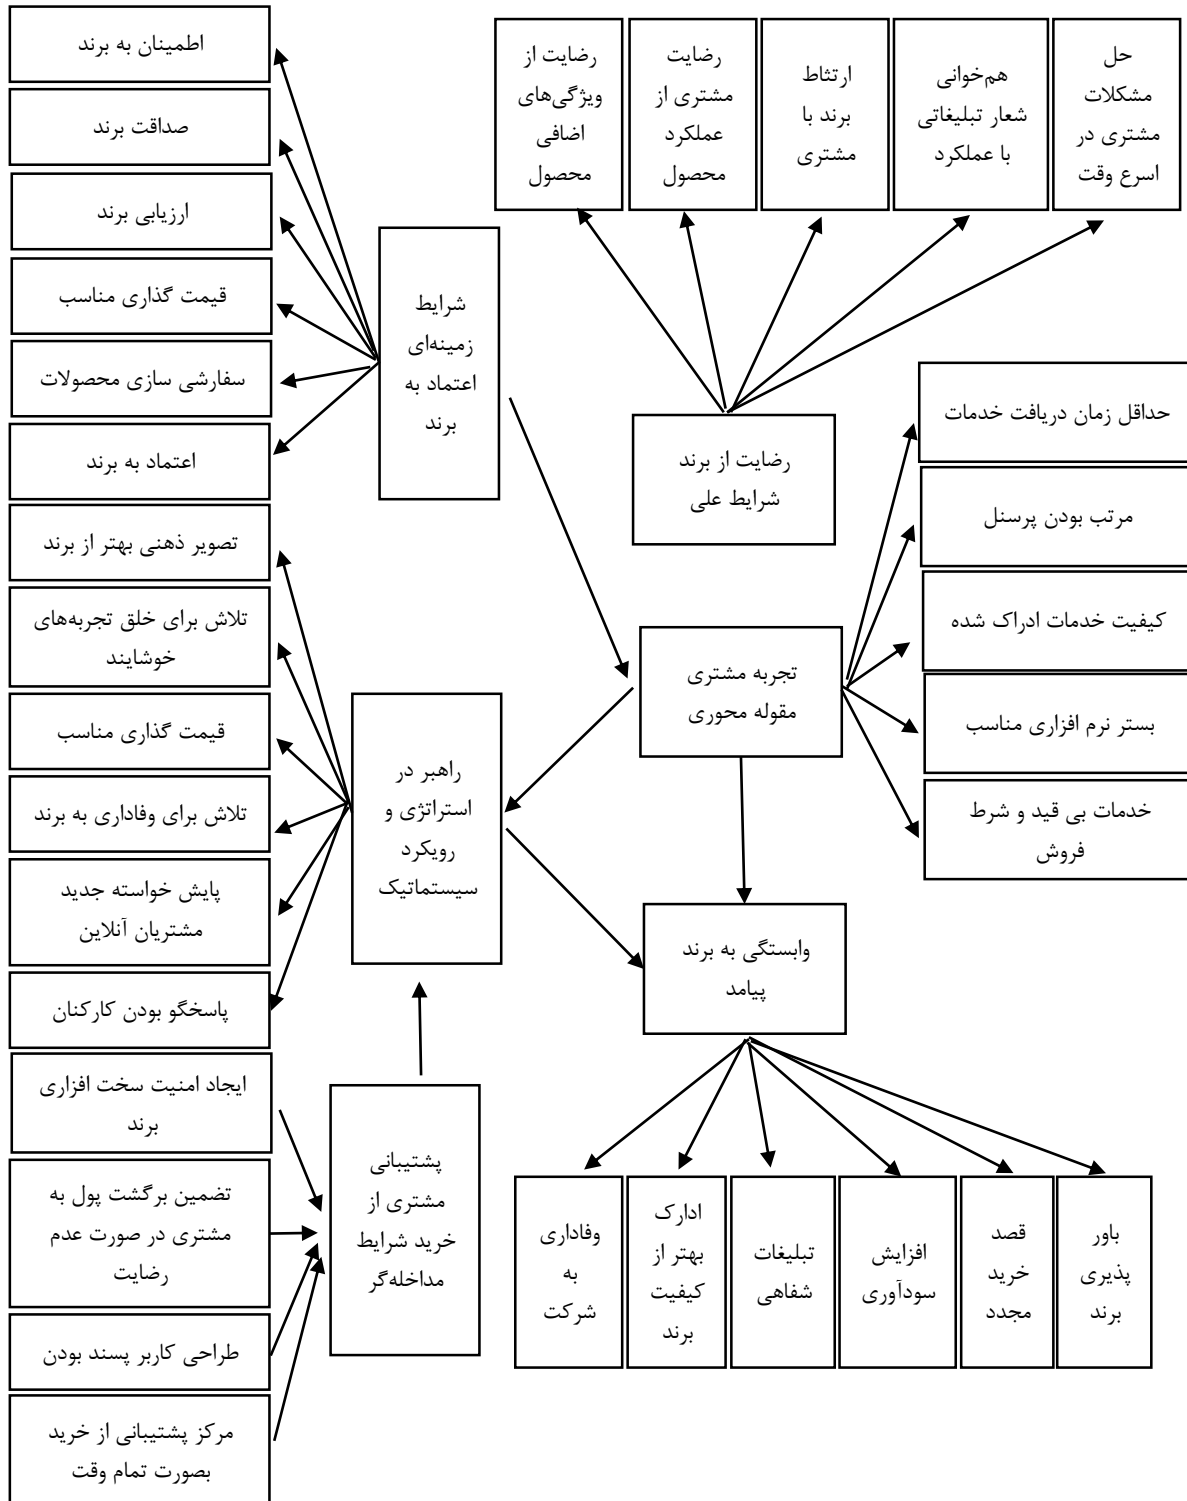 اطمینان به برند
صداقت برند
ارزیابی برند
قیمت گذاری مناسب
سفارشی سازی محصولات
اعتماد به برند
تصویر ذهنی بهتر از برند
تلاش برای خلق تجربه‌های
خوشایند
قیمت گذاری مناسب
تلاش برای وفاداری به برند
پایش خواسته جدید
مشتریان آنلاین
پاسخگو بودن کارکنان
ایجاد امنیت سخت افزاری
برند
تضمین برگشت پول به
مشتری در صورت عدم
رضایت
طراحی کاربر پسند بودن
مرکز پشتیبانی از خرید
بصورت تمام وقت
شرایط
زمینه‌ای
اعتماد به
برند
راهبر در
استراتژی و
رویکرد
سیستماتیک
پشتیبانی
مشتری از
خرید شرایط
مداخله‌گر
حل
مشکلات
مشتری در
اسرع وقت
هم‌خوانی
شعار تبلیغاتی
با عملکرد
ارتثاط
برند با
مشتری
رضایت
مشتری از
عملکرد
محصول
رضایت از
ویژگی‌های
اضافی
محصول
رضایت از برند
شرایط علی
تجربه مشتری
مقوله محوری
حداقل زمان دریافت خدمات
مرتب بودن پرسنل
کیفیت خدمات ادراک شده
بستر نرم افزاری مناسب
خدمات بی قید و شرط
فروش
وابستگی به برند
پیامد
باور
پذیری
برند
قصد
خرید
مجدد
افزایش
سودآوری
تبلیغات
شفاهی
ادارک
بهتر از
کیفیت
برند
وفاداری
به
شرکت